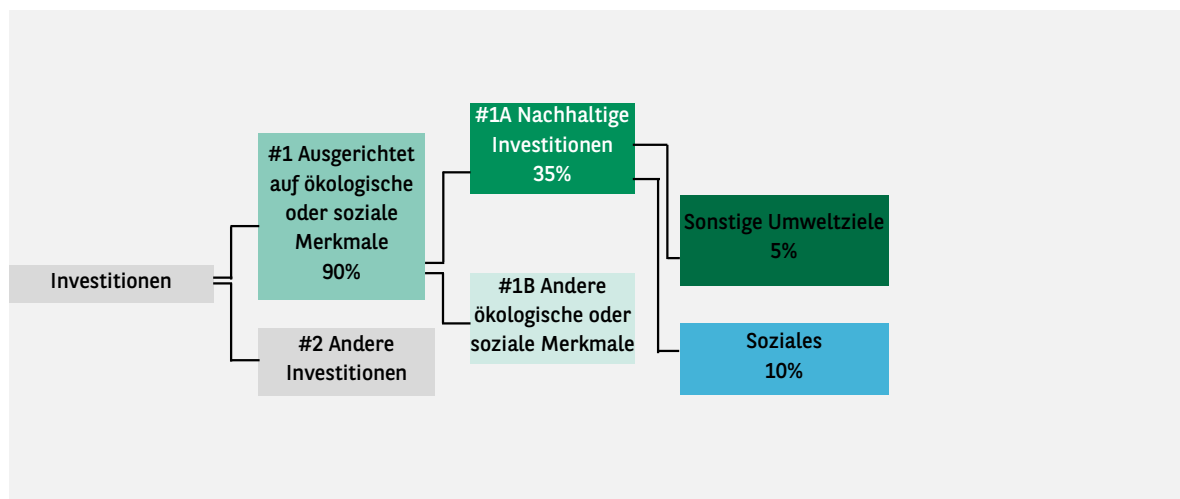 Investitionen
#1 Ausgerichtet
auf ökologische
oder soziale
Merkmale
90%
#2 Andere
Investitionen
#1A Nachhaltige
Investitionen
35%
#1B Andere
ökologische oder
soziale Merkmale
Sonstige Umweltziele
5%
Soziales
10%